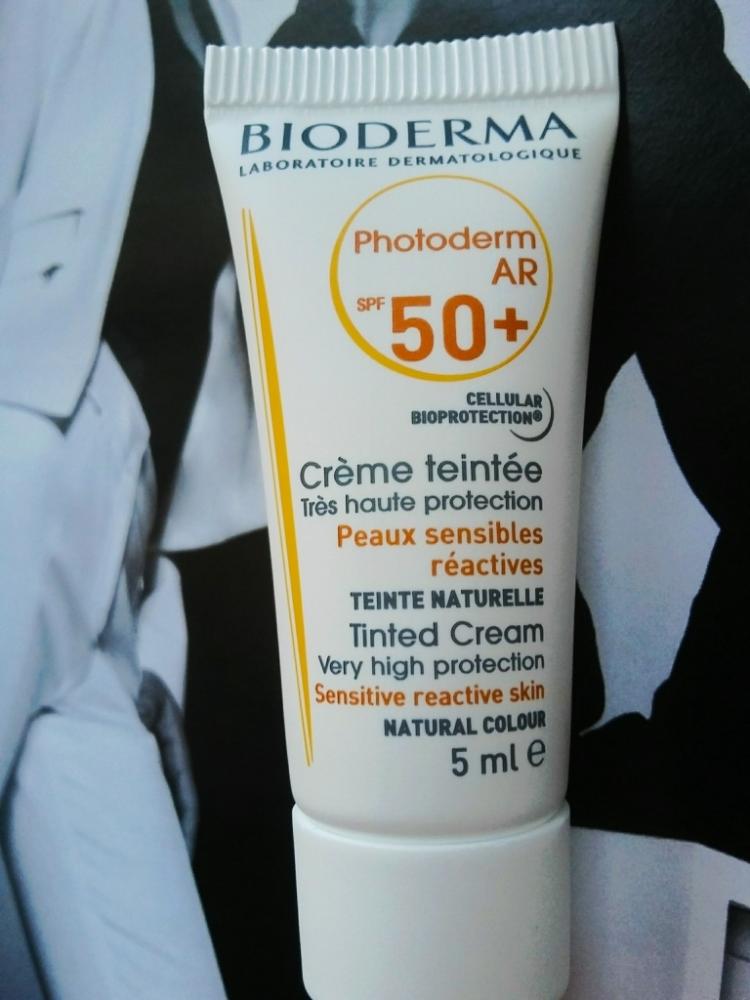 BIODERMA
LABORATOIRE DERMATOLOGIQUE
Photoderm
AR
SPF 50+
CELLULAR
BIOPROTECTION®
Crème teintée
Très haute protection
Peaux sensibles
réactives
TEINTE NATURELLE
Tinted Cream
Very high protection
Sensitive reactive skin
NATURAL COLOUR
5 ml e